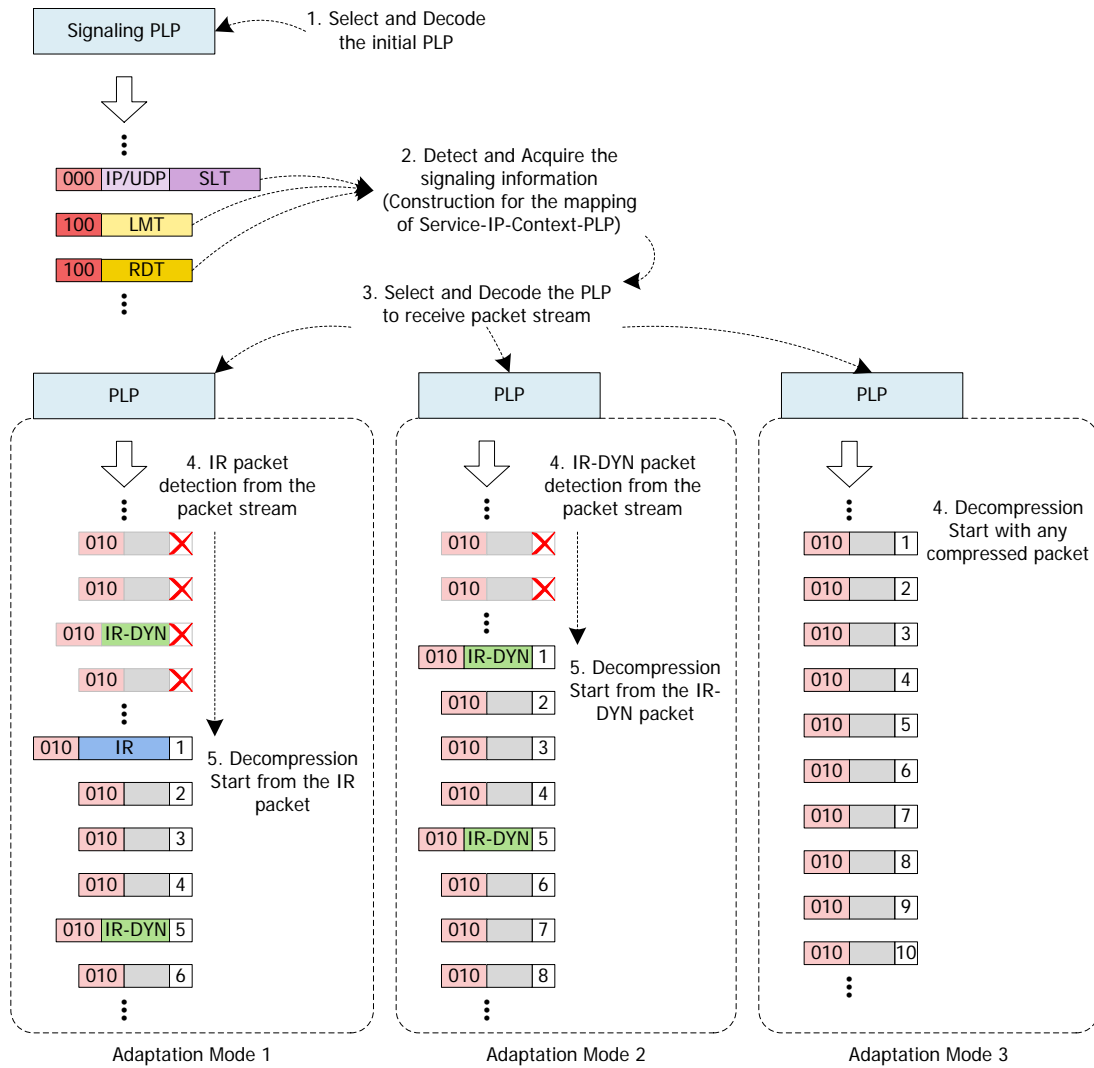 Signaling PLP
1. Select and Decode
the initial PLP
000 IP/UDP SLT
100 LMT
100 RDT
2. Detect and Acquire the
signaling information
(Construction for the mapping
of Service-IP-Context-PLP)
3. Select and Decode the PLP
to receive packet stream
PLP
4. IR packet
detection from the
packet stream
010
010
010 IR-DYN
010
010 IR 1
010 2
010 3
010 4
010 IR-DYN 5
010 6
5. Decompression
Start from the IR
packet
Adaptation Mode 1
PLP
4. IR-DYN packet
detection from the
packet stream
010
010
010 IR-DYN 1
010 2
010 3
010 4
010 IR-DYN 5
010 6
010 7
010 8
5. Decompression
Start from the IR-
DYN packet
Adaptation Mode 2
PLP
4. Decompression
Start with any
compressed packet
010 1
010 2
010 3
010 4
010 5
010 6
010 7
010 8
010 9
010 10
Adaptation Mode 3